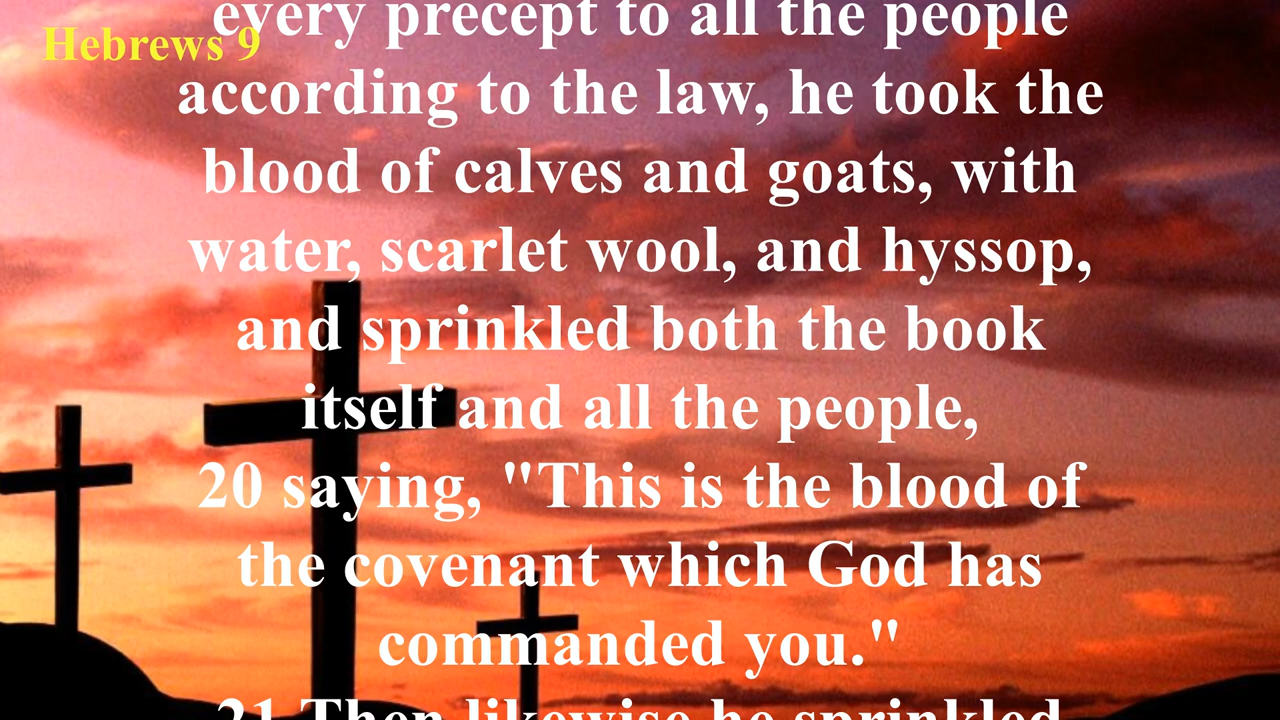 Hebrews 9
every precept to all the people
according to the law, he took the
blood of calves and goats, with
water, scarlet wool, and hyssop,
and sprinkled both the book
itself and all the people,
20 saying, "This is the blood of
the covenant which God has
commanded you."
21 Then likewise he sprinkled